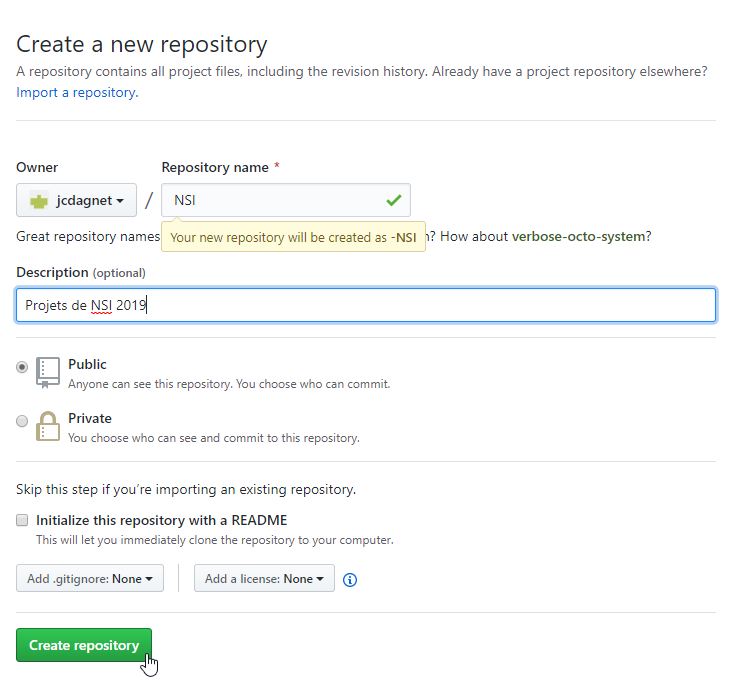 Create a new repository
A repository contains all project files, including the revision history. Already have a project repository elsewhere?
Import a repository.
Owner
Repository name *
jcdagnet
/
NSI
Great repository names
Your new repository will be created as -NSI
? How about verbose-octo-system?
Description (optional)
Projets de NSI 2019
Public
Anyone can see this repository. You choose who can commit.
Private
You choose who can see and commit to this repository.
Skip this step if you’re importing an existing repository.
Initialize this repository with a README
This will let you immediately clone the repository to your computer.
Add .gitignore: None
Add a license: None
Create repository